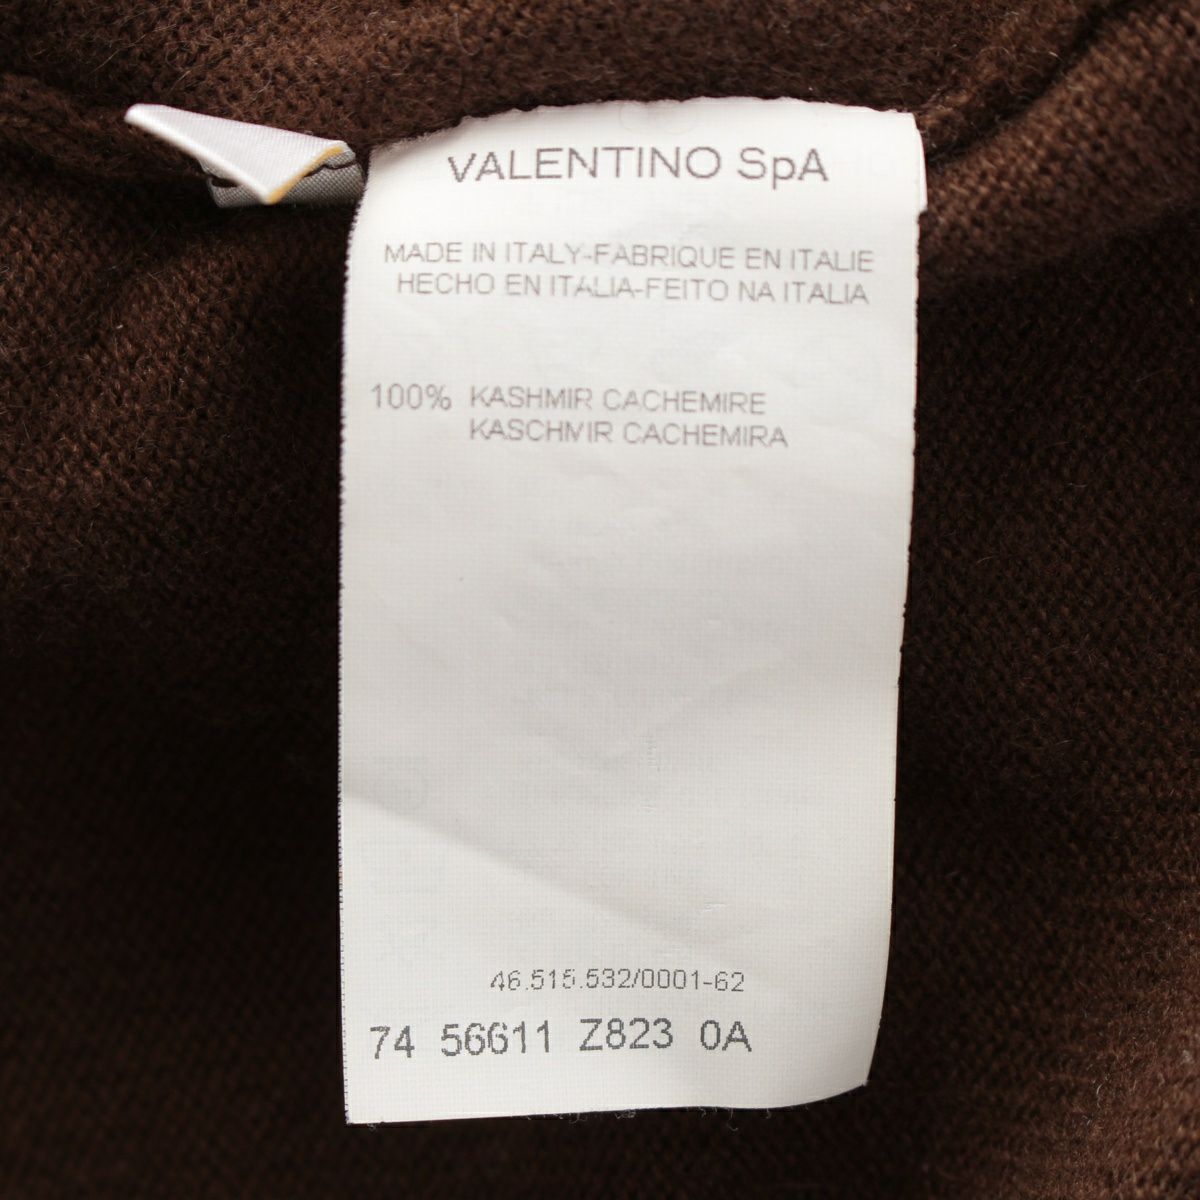 VALENTINO SpA
MADE IN ITALY-FABRIQUE EN ITALIE
HECHO EN ITALIA-FEITO NA ITALIA
100% KASHMIR CACHEMIRE
KASCHMIR CACHEMIRA
46.515.532/0001-62
74 56611 Z823 0A